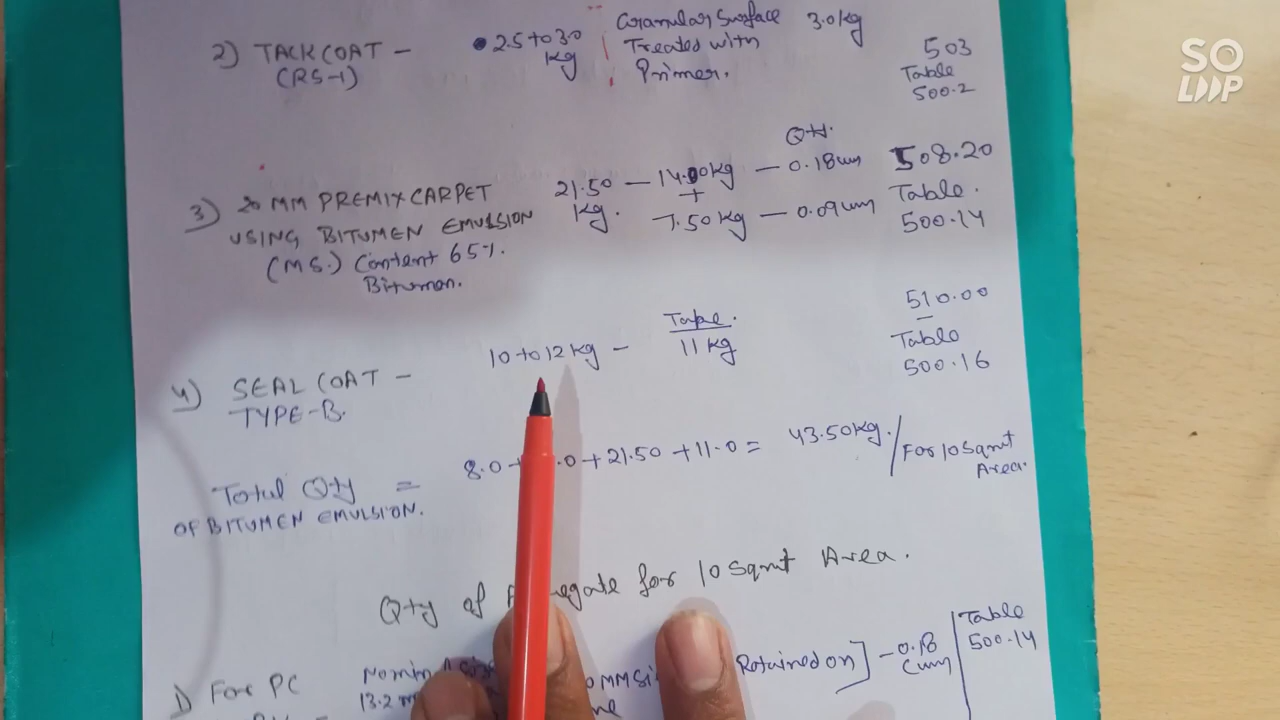 SO
LOOP
2) TACK COAT - 2.5 to 3.0 Granular Surface 3.0 kg
(RS-1) kg Treated with 503
Primer. Table
500.2
Qty.
3) 20 MM PREMIX CARPET 21.50 — 14.00 kg — 0.18 cum 508.20
USING BITUMEN EMULSION kg. + Table.
7.50 kg — 0.09 cum 500.14
(MS.) Content 65%.
Bitumen.
510.00
4) SEAL COAT - 10 to 12 kg - 11 kg Table
TYPE-B. 500.16
Total Qty = 8.0 + .0 + 21.50 + 11.0 = 43.50 kg. / For 10 Sqmt
OF BITUMEN EMULSION. Area.
Qty of for 10 Sqmt Area.
1) For PC Retained on] - 0.18 Table
13.2 m cum 500.14